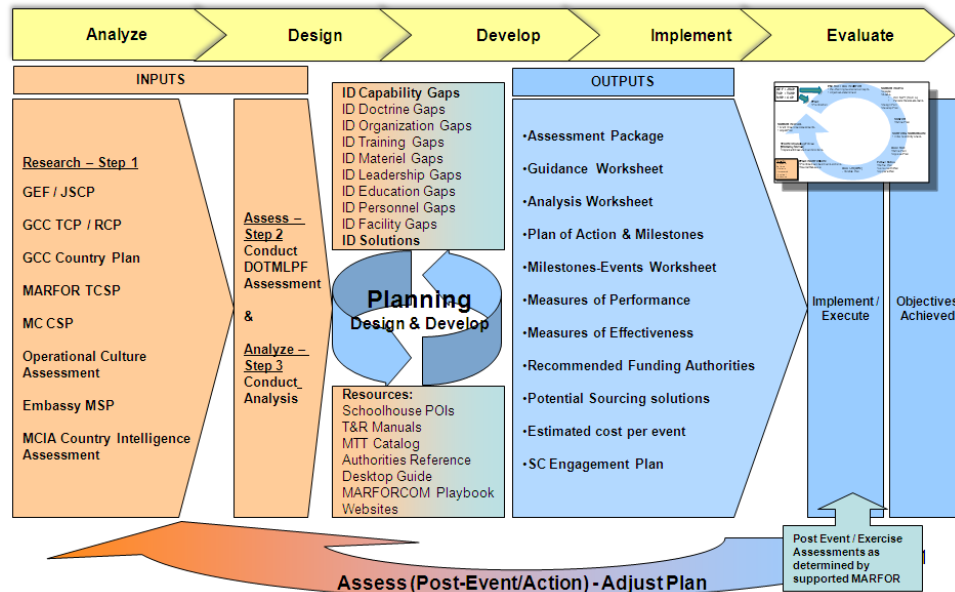 Analyze
Design
Develop
Implement
Evaluate
INPUTS
Research – Step 1
GEF / JSCP
GCC TCP / RCP
GCC Country Plan
MARFOR TCSP
MC CSP
Operational Culture
Assessment
Embassy MSP
MCIA Country Intelligence
Assessment
Assess –
Step 2
Conduct
DOTMLPF
Assessment
&
Analyze –
Step 3
Conduct
Analysis
ID Capability Gaps
ID Doctrine Gaps
ID Organization Gaps
ID Training Gaps
ID Materiel Gaps
ID Leadership Gaps
ID Education Gaps
ID Personnel Gaps
ID Facility Gaps
ID Solutions
Planning
Design & Develop
Resources:
Schoolhouse POIs
T&R Manuals
MTT Catalog
Authorities Reference
Desktop Guide
MARFORCOM Playbook
Websites
OUTPUTS
•Assessment Package
•Guidance Worksheet
•Analysis Worksheet
•Plan of Action & Milestones
•Milestones-Events Worksheet
•Measures of Performance
•Measures of Effectiveness
•Recommended Funding Authorities
•Potential Sourcing solutions
•Estimated cost per event
•SC Engagement Plan
Implement /
Execute
Objectives
Achieved
Post Event / Exercise
Assessments as
determined by
supported MARFOR
Assess (Post-Event/Action) - Adjust Plan